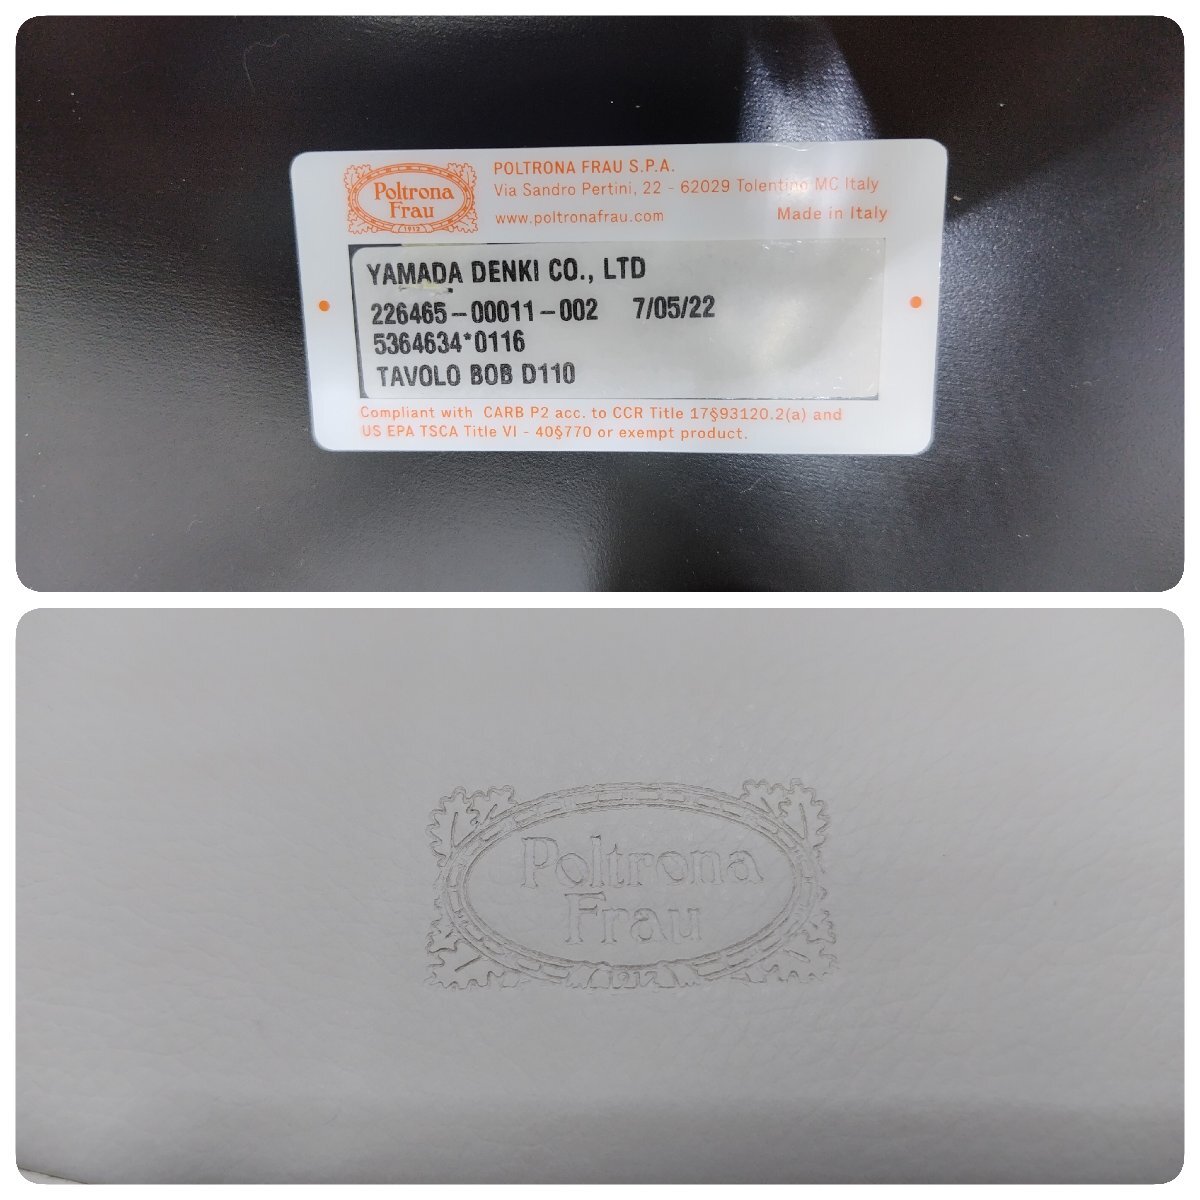 Poltrona
Frau
1912
POLTRONA FRAU S.P.A.
Via Sandro Pertini, 22 - 62029 Tolentino MC Italy
www.poltronafrau.com Made in Italy
YAMADA DENKI CO., LTD
226465-00011-002 7/05/22
5364634*0116
TAVOLO BOB D110
Compliant with CARB P2 acc. to CCR Title 17§93120.2(a) and
US EPA TSCA Title VI - 40§770 or exempt product.
Poltrona
Frau
1912